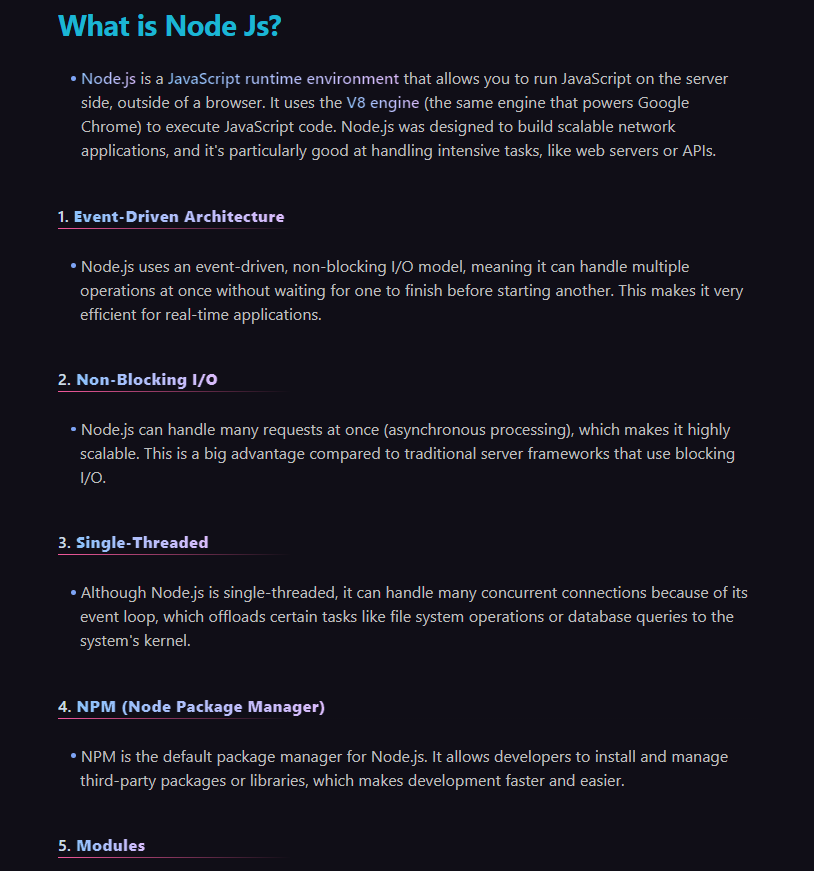 What is Node Js?
• Node.js is a JavaScript runtime environment that allows you to run JavaScript on the server
side, outside of a browser. It uses the V8 engine (the same engine that powers Google
Chrome) to execute JavaScript code. Node.js was designed to build scalable network
applications, and it's particularly good at handling intensive tasks, like web servers or APIs.
1. Event-Driven Architecture
• Node.js uses an event-driven, non-blocking I/O model, meaning it can handle multiple
operations at once without waiting for one to finish before starting another. This makes it very
efficient for real-time applications.
2. Non-Blocking I/O
• Node.js can handle many requests at once (asynchronous processing), which makes it highly
scalable. This is a big advantage compared to traditional server frameworks that use blocking
I/O.
3. Single-Threaded
• Although Node.js is single-threaded, it can handle many concurrent connections because of its
event loop, which offloads certain tasks like file system operations or database queries to the
system's kernel.
4. NPM (Node Package Manager)
• NPM is the default package manager for Node.js. It allows developers to install and manage
third-party packages or libraries, which makes development faster and easier.
5. Modules